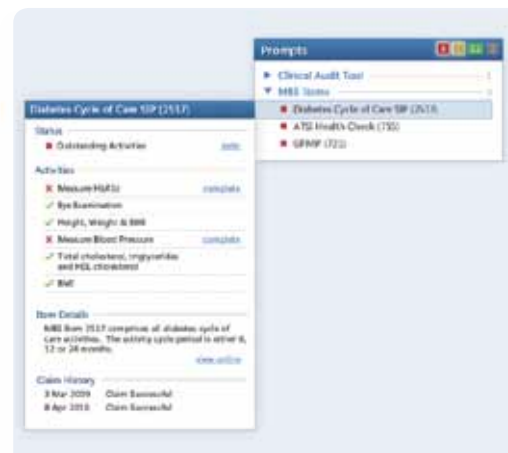 Prompts
Clinical Audit Tool
MBS Items
Diabetes Cycle of Care SIP (2517)
ATSI Health Check
GPMP (721)
Diabetes Cycle of Care SIP (2517)
Status
Outstanding Activities
Activities
Measure HbA1c complete
Eye Examination
Height, Weight & BMI
Measure Blood Pressure complete
Total cholesterol, triglycerides
and HDL cholesterol
BMI
Item Details
MBS Item 2517 comprises all diabetes cycle of
care activities. The activity cycle period is either 6,
12 or 24 months.
view online
Claim History
3 Mar 2009 Claim Successful
8 Apr 2010 Claim Successful